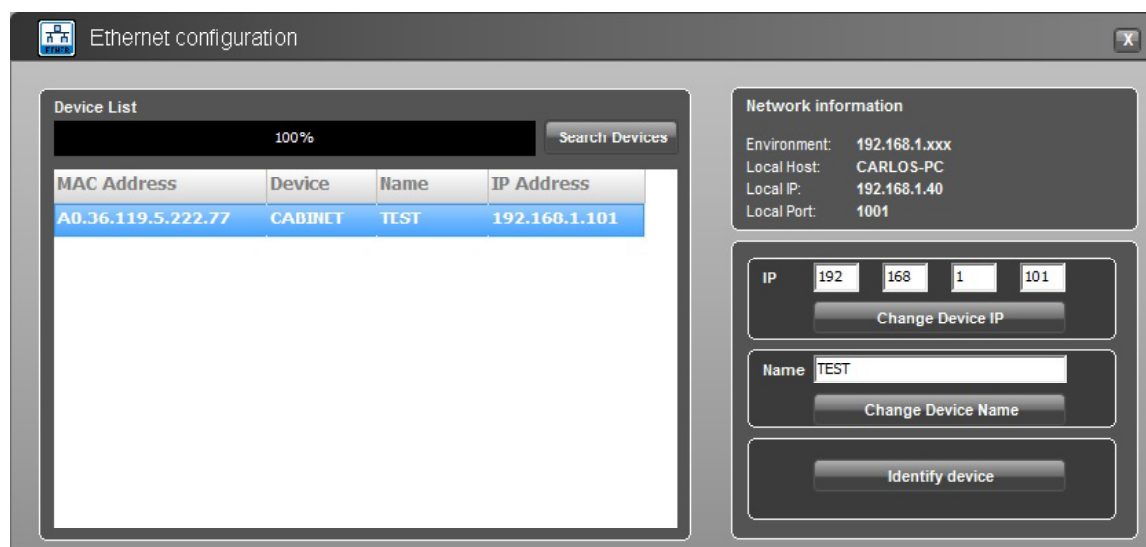 ETHER
Ethernet configuration
X
Device List
100%
Search Devices
MAC Address Device Name IP Address
A0.36.119.5.222.77 CABINET TEST 192.168.1.101
Network information
Environment: 192.168.1.xxx
Local Host: CARLOS-PC
Local IP: 192.168.1.40
Local Port: 1001
IP 192 168 1 101
Change Device IP
Name TEST
Change Device Name
Identify device